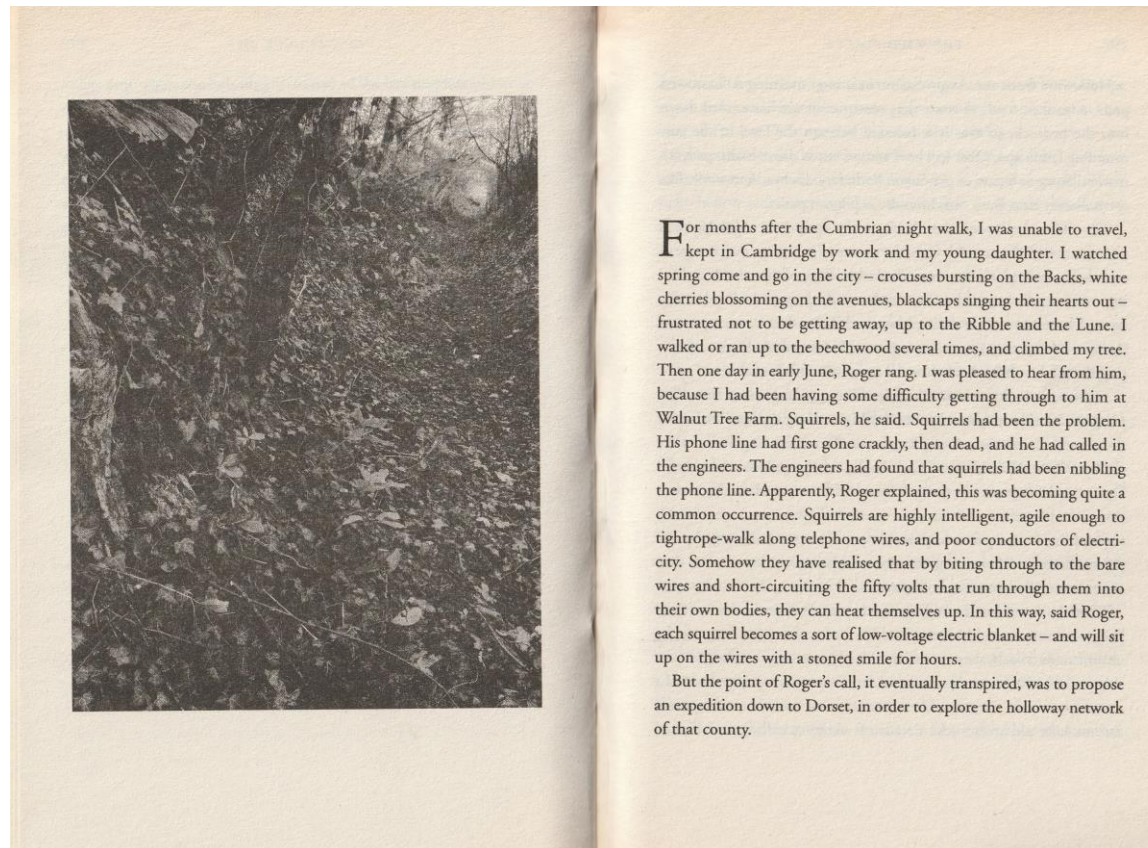 For months after the Cumbrian night walk, I was unable to travel,
kept in Cambridge by work and my young daughter. I watched
spring come and go in the city – crocuses bursting on the Backs, white
cherries blossoming on the avenues, blackcaps singing their hearts out –
frustrated not to be getting away, up to the Ribble and the Lune. I
walked or ran up to the beechwood several times, and climbed my tree.
Then one day in early June, Roger rang. I was pleased to hear from him,
because I had been having some difficulty getting through to him at
Walnut Tree Farm. Squirrels, he said. Squirrels had been the problem.
His phone line had first gone crackly, then dead, and he had called in
the engineers. The engineers had found that squirrels had been nibbling
the phone line. Apparently, Roger explained, this was becoming quite a
common occurrence. Squirrels are highly intelligent, agile enough to
tightrope-walk along telephone wires, and poor conductors of electri-
city. Somehow they have realised that by biting through to the bare
wires and short-circuiting the fifty volts that run through them into
their own bodies, they can heat themselves up. In this way, said Roger,
each squirrel becomes a sort of low-voltage electric blanket – and will sit
up on the wires with a stoned smile for hours.
But the point of Roger’s call, it eventually transpired, was to propose
an expedition down to Dorset, in order to explore the holloway network
of that county.